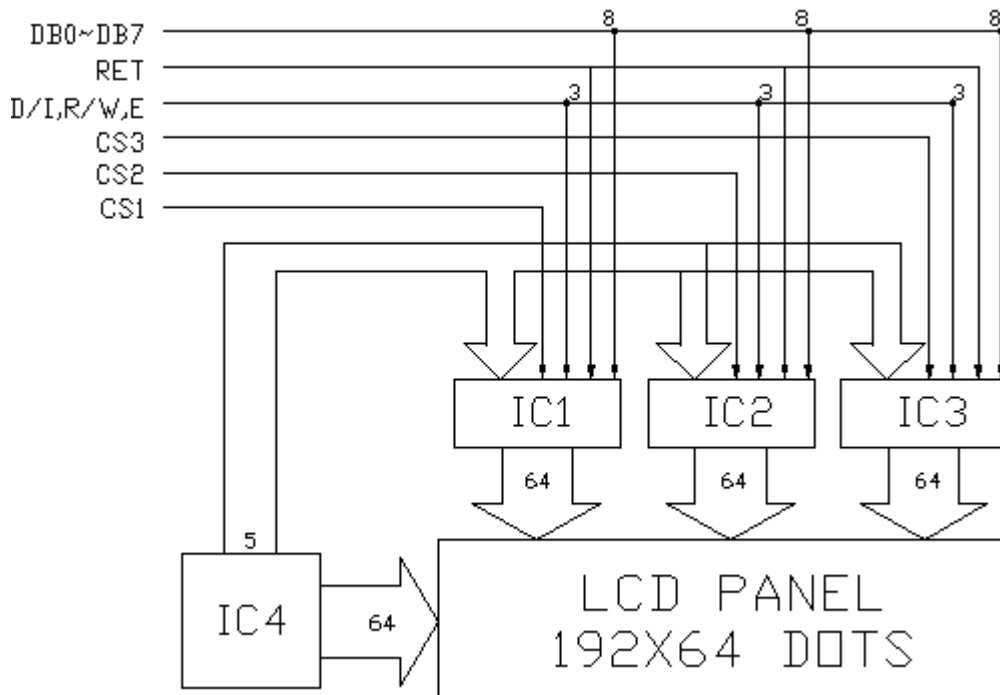 8 8 8
DB0~DB7
RET
D/I,R/W,E 3 3 3
CS3
CS2
CS1
IC1 IC2 IC3
64 64 64
5
IC4 64
LCD PANEL
192X64 DOTS